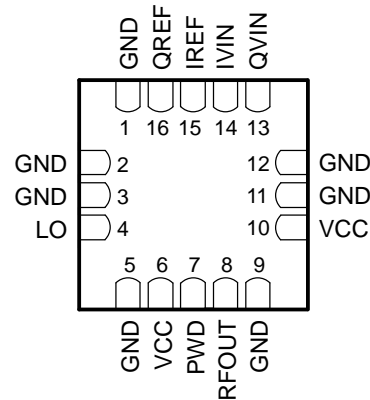 GND QREF IREF IVIN QVIN
1 16 15 14 13
GND 2 12 GND
GND 3 11 GND
LO 4 10 VCC
5 6 7 8 9
GND VCC PWD RFOUT GND